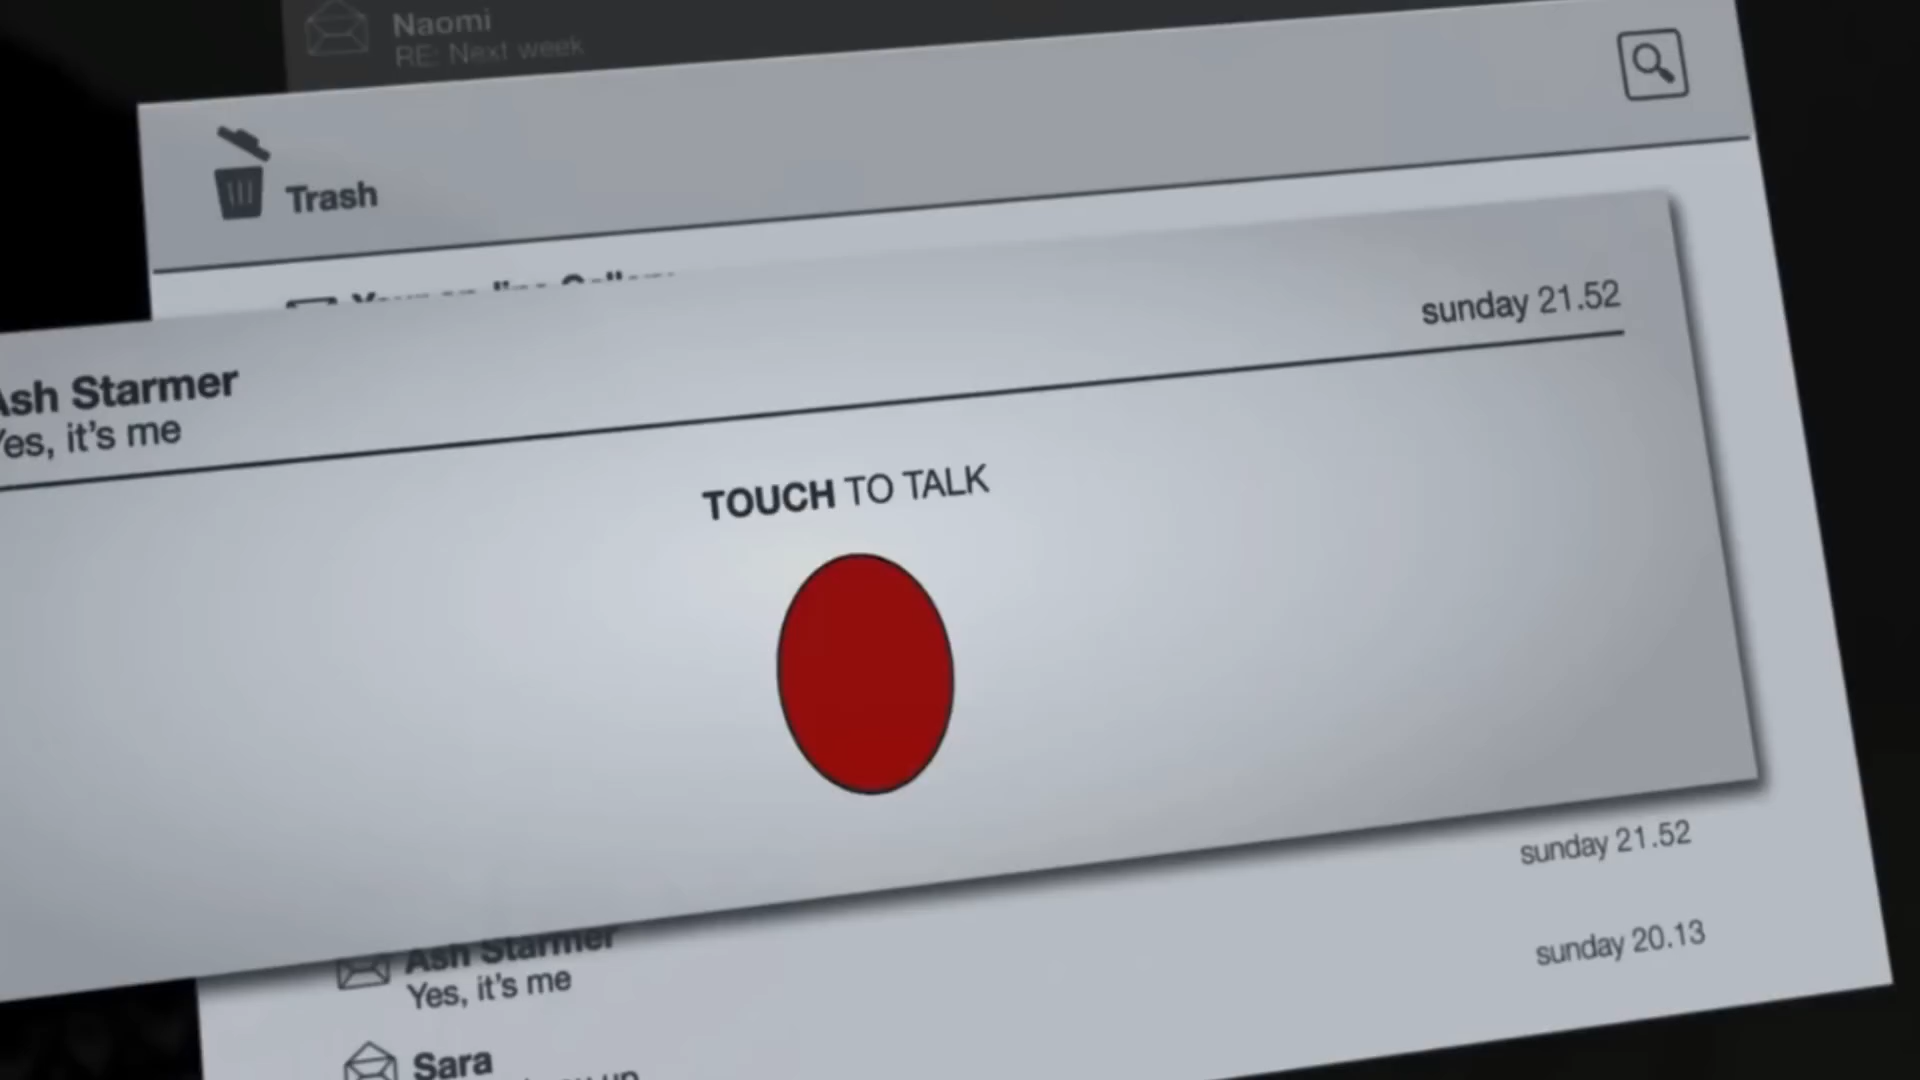 Naomi
RE: Next week
Trash
sunday 21.52
Ash Starmer
Yes, it's me
TOUCH TO TALK
sunday 21.52
Ash Starmer
Yes, it's me
sunday 20.13
Sara